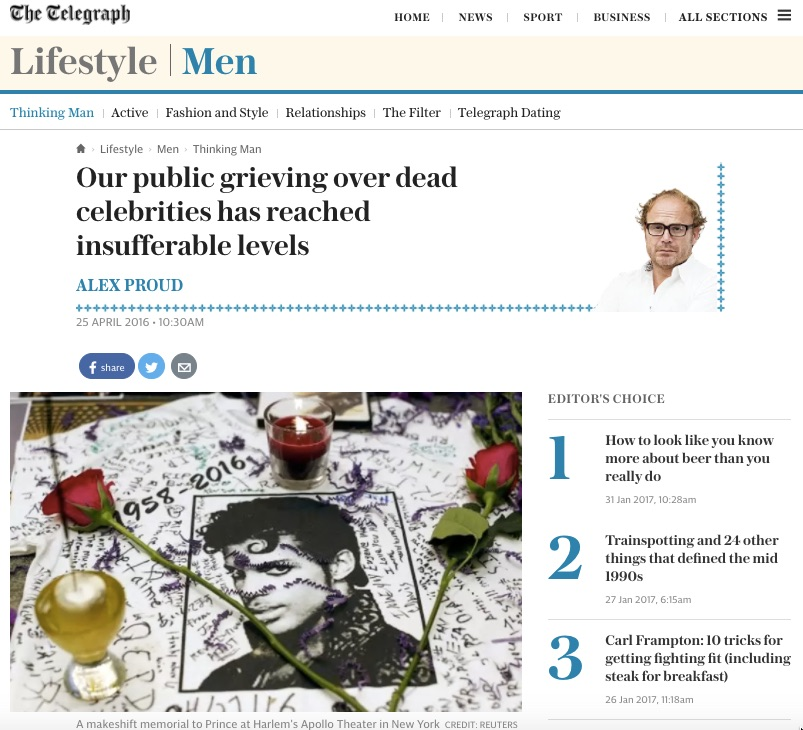 The Telegraph
HOME NEWS SPORT BUSINESS ALL SECTIONS
Lifestyle Men
Thinking Man Active Fashion and Style Relationships The Filter Telegraph Dating
Lifestyle Men Thinking Man
Our public grieving over dead
celebrities has reached
insufferable levels
ALEX PROUD
25 APRIL 2016 • 10:30AM
f share
1958-2016
A makeshift memorial to Prince at Harlem's Apollo Theater in New York CREDIT: REUTERS
EDITOR'S CHOICE
1
How to look like you know
more about beer than you
really do
31 Jan 2017, 10:28am
2
Trainspotting and 24 other
things that defined the mid
1990s
27 Jan 2017, 6:15am
3
Carl Frampton: 10 tricks for
getting fighting fit (including
steak for breakfast)
26 Jan 2017, 11:18am